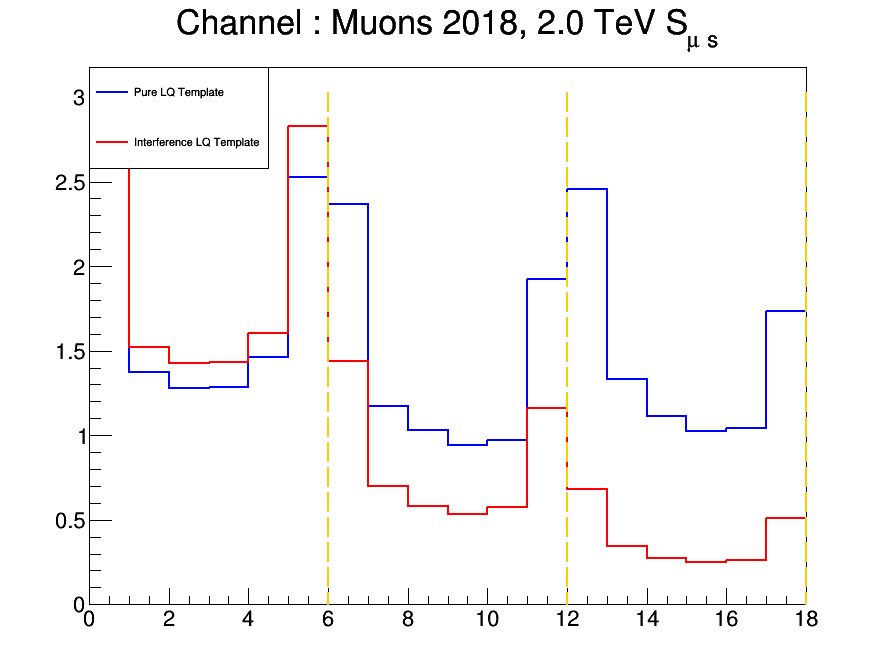 Channel : Muons 2018, 2.0 TeV Sμ s
Pure LQ Template
Interference LQ Template
3
2.5
2
1.5
1
0.5
0
0 2 4 6 8 10 12 14 16 18